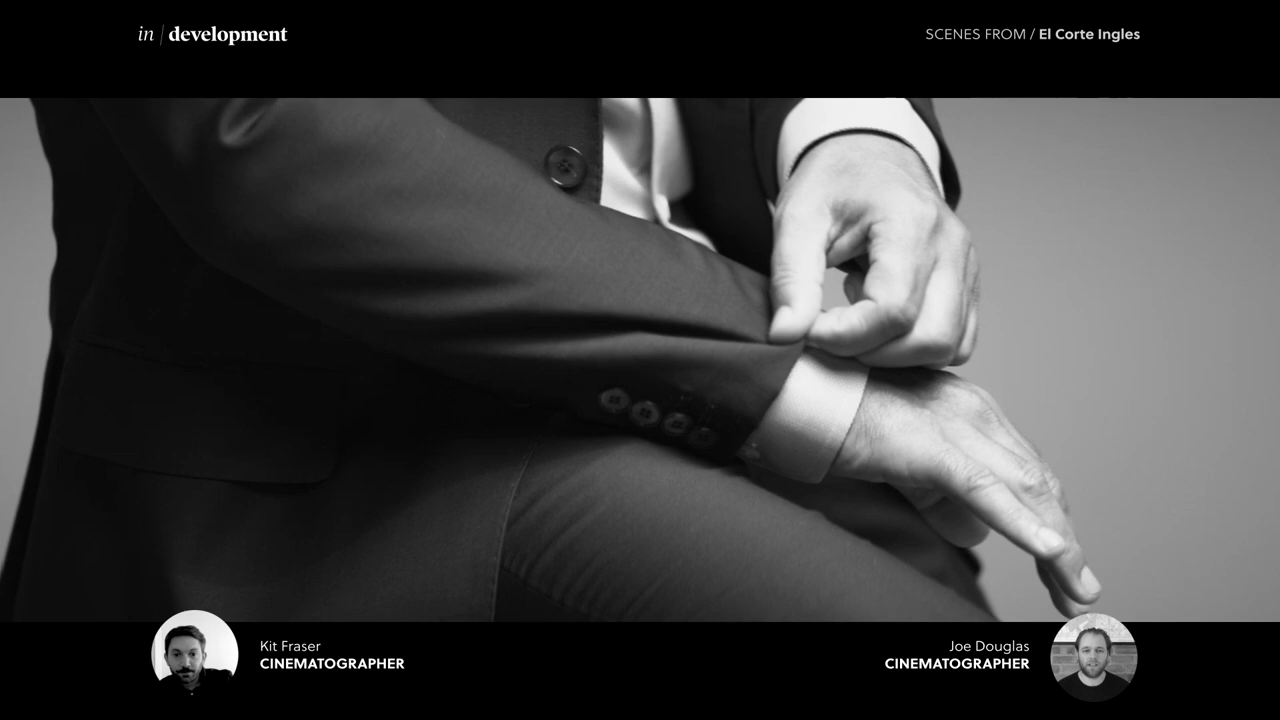 in | development
SCENES FROM / El Corte Ingles
Kit Fraser
CINEMATOGRAPHER
Joe Douglas
CINEMATOGRAPHER